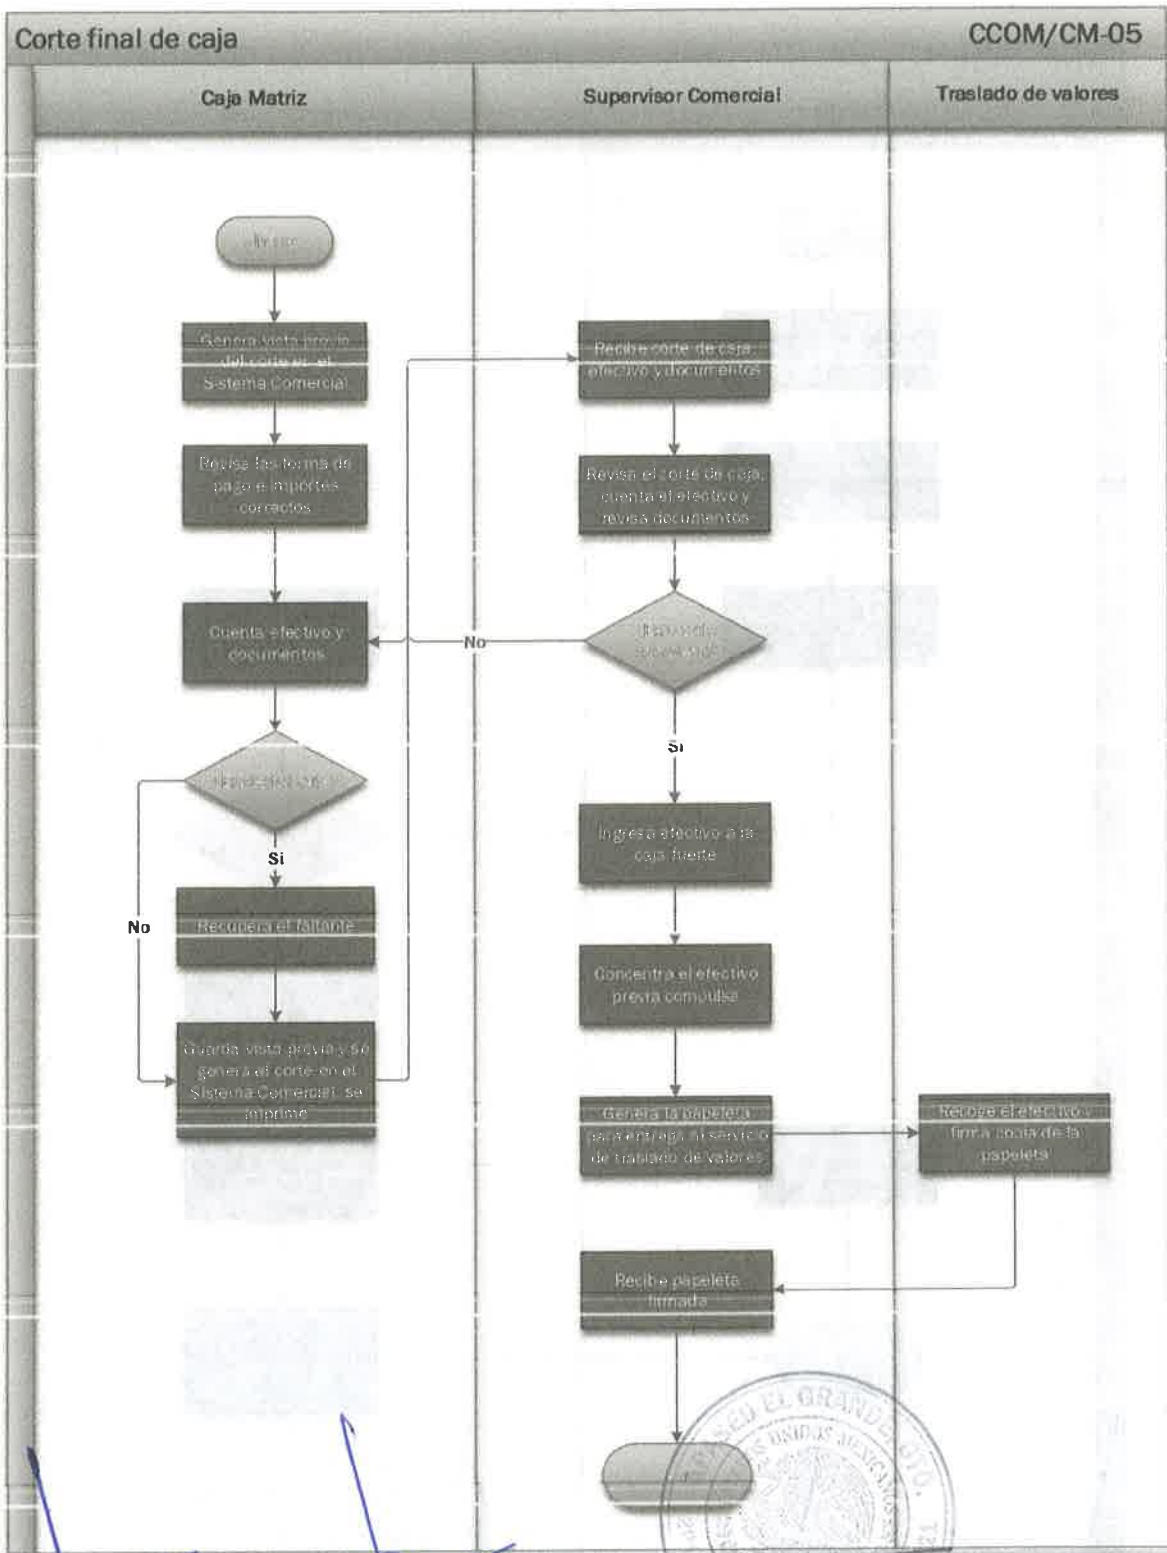 Corte final de caja
CCOM/CM-05
Caja Matriz
Supervisor Comercial
Traslado de valores
Genera vista previa
del corte en el
Sistema Comercial
Revisa las forma de
pago e importes
correctos
Cuenta efectivo y
documentos
Si
No
Recupera el faltante
Guarda vista previa y se
genera el corte en el
Sistema Comercial, se
imprime
Recibe corte de caja,
efectivo y documentos
Revisa el corte de caja,
cuenta el efectivo y
revisa documentos
No
Si
Ingresa efectivo a la
caja fuerte
Concentra el efectivo
previa compulsa
Genera la papeleta
para entrega al servicio
de traslado de valores
Recoge el efectivo y
firma copia de la
papeleta
Recibe papeleta
firmada
EL GRANDE, GTO.
UNIDOS MEXICANOS